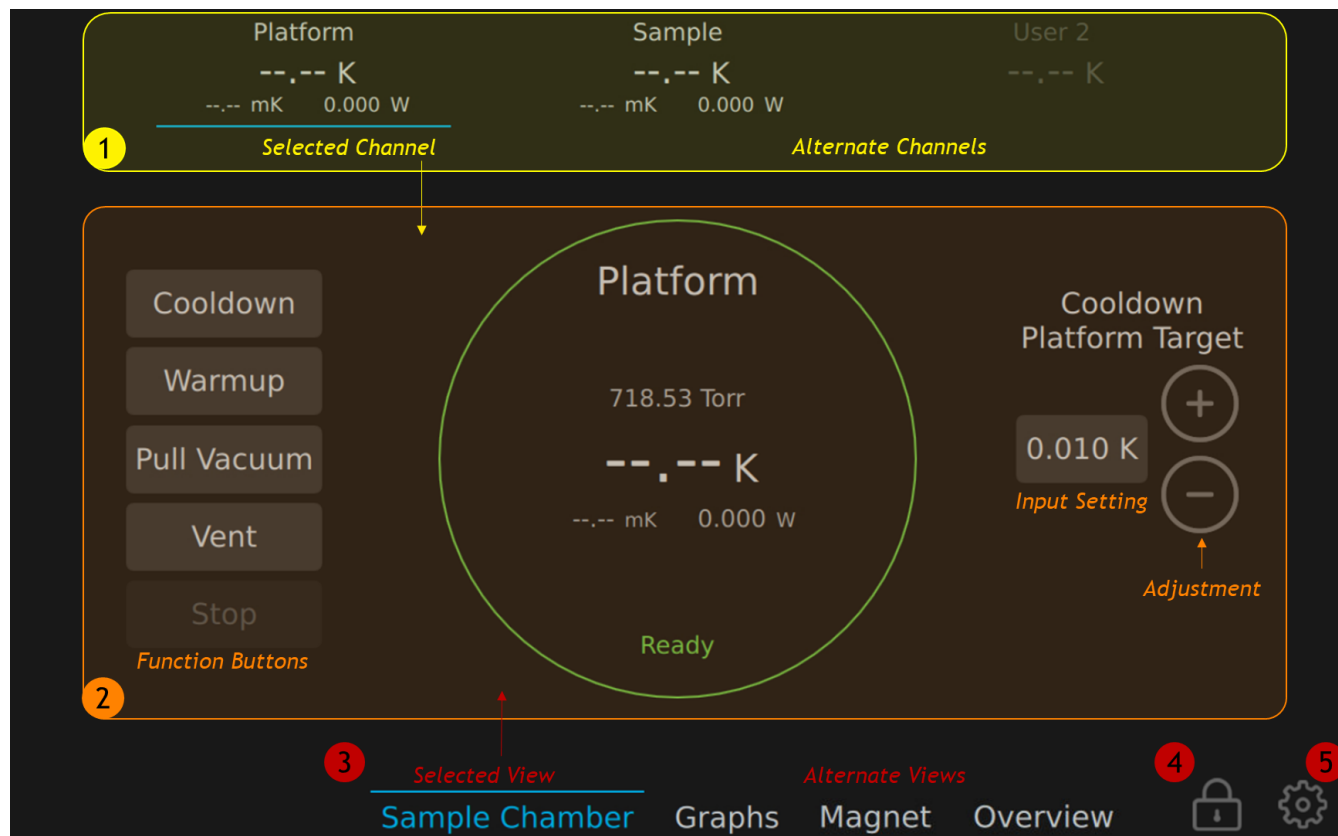 Platform Sample User 2
--.-- K --.-- K --.-- K
--.-- mK 0.000 W --.-- mK 0.000 W
1 Selected Channel Alternate Channels
Platform
Cooldown
Warmup
Pull Vacuum
Vent
Stop
Function Buttons
2
718.53 Torr
--.-- K
--.-- mK 0.000 W
Ready
Cooldown
Platform Target
+
0.010 K
Input Setting
−
Adjustment
3 Selected View Alternate Views 4 5
Sample Chamber Graphs Magnet Overview